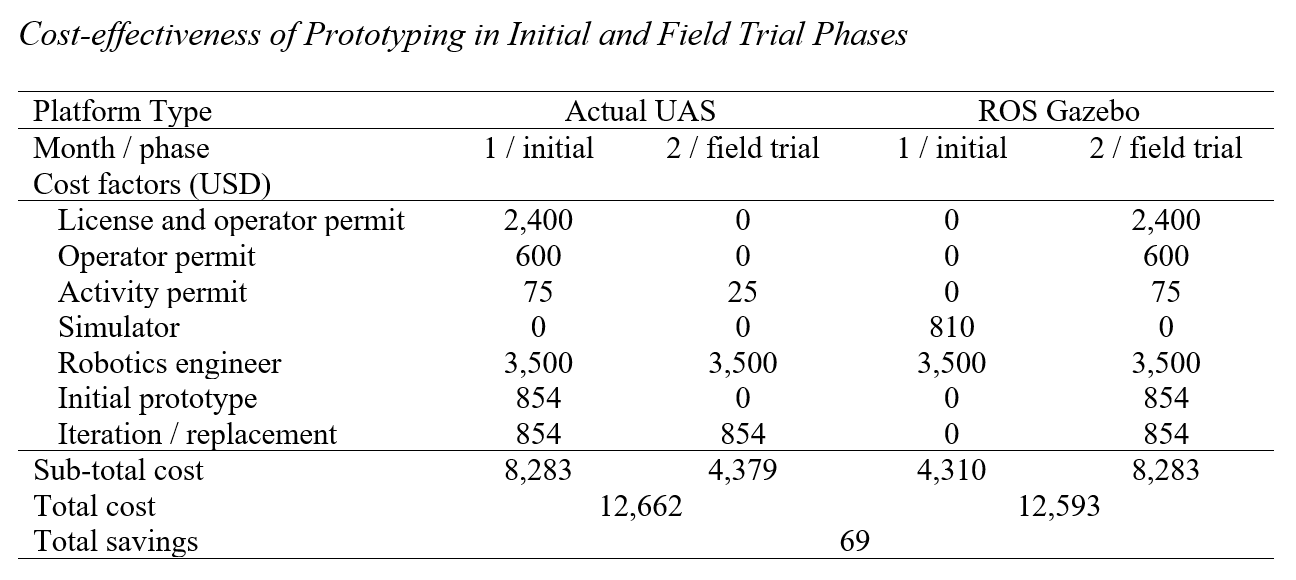 Cost-effectiveness of Prototyping in Initial and Field Trial Phases
Platform Type Actual UAS ROS Gazebo
Month / phase 1 / initial 2 / field trial 1 / initial 2 / field trial
Cost factors (USD)
License and operator permit 2,400 0 0 2,400
Operator permit 600 0 0 600
Activity permit 75 25 0 75
Simulator 0 0 810 0
Robotics engineer 3,500 3,500 3,500 3,500
Initial prototype 854 0 0 854
Iteration / replacement 854 854 0 854
Sub-total cost 8,283 4,379 4,310 8,283
Total cost 12,662 12,593
Total savings 69